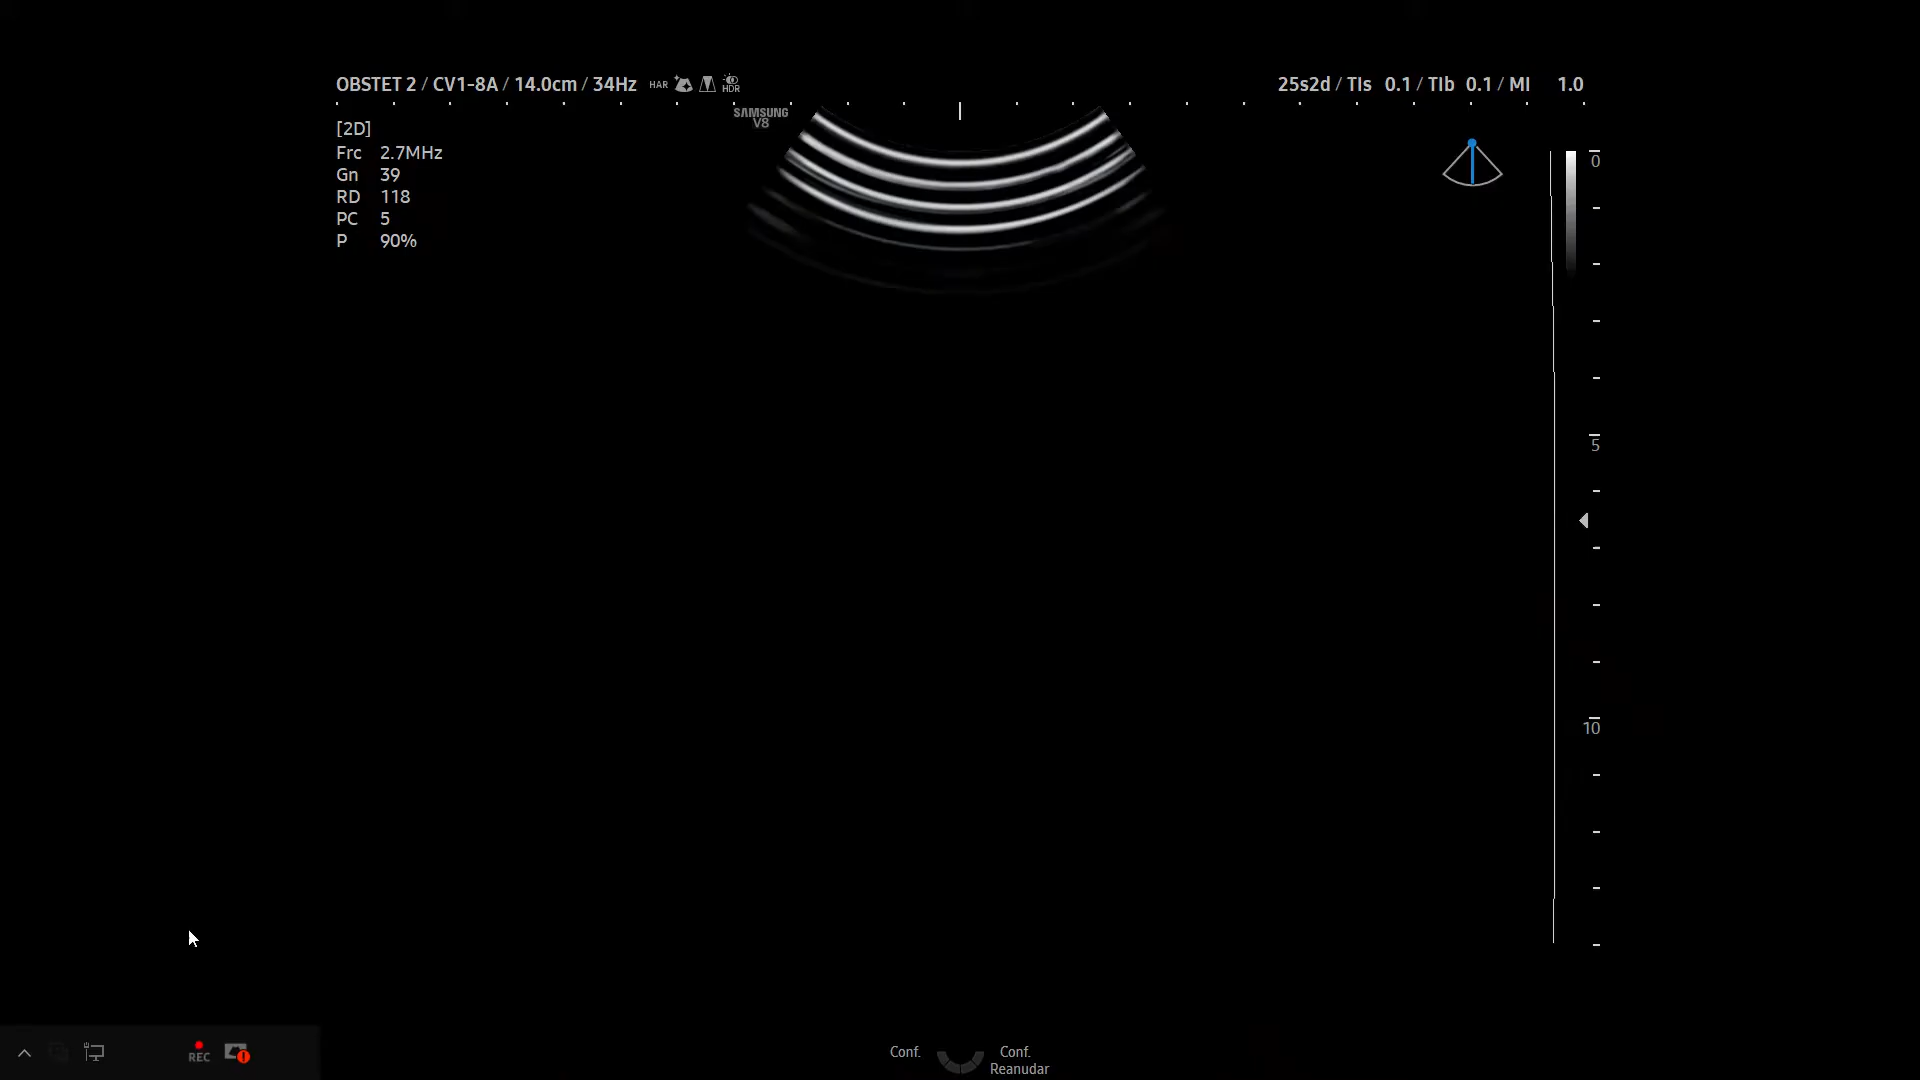 OBSTET 2 / CV1-8A / 14.0cm / 34Hz HAR HDR
25s2d / TIs 0.1 / TIb 0.1 / MI 1.0
SAMSUNG
V8
[2D]
Frc 2.7MHz
Gn 39
RD 118
PC 5
P 90%
0
5
10
REC
Conf.
Conf.
Reanudar